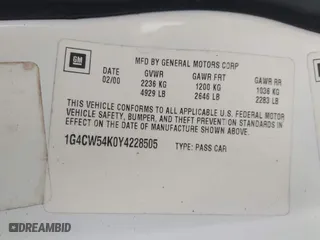 GM
MFD BY GENERAL MOTORS CORP
DATE GVWR GAWR FRT GAWR RR
02/00 2236 KG 1200 KG 1036 KG
4929 LB 2646 LB 2283 LB
THIS VEHICLE CONFORMS TO ALL APPLICABLE U.S. FEDERAL MOTOR
VEHICLE SAFETY, BUMPER, AND THEFT PREVENTION STANDARDS IN
EFFECT ON THE DATE OF MANUFACTURE SHOWN ABOVE.
1G4CW54K0Y4228505 TYPE: PASS CAR
© DREAMBID
DREAMBID.COM